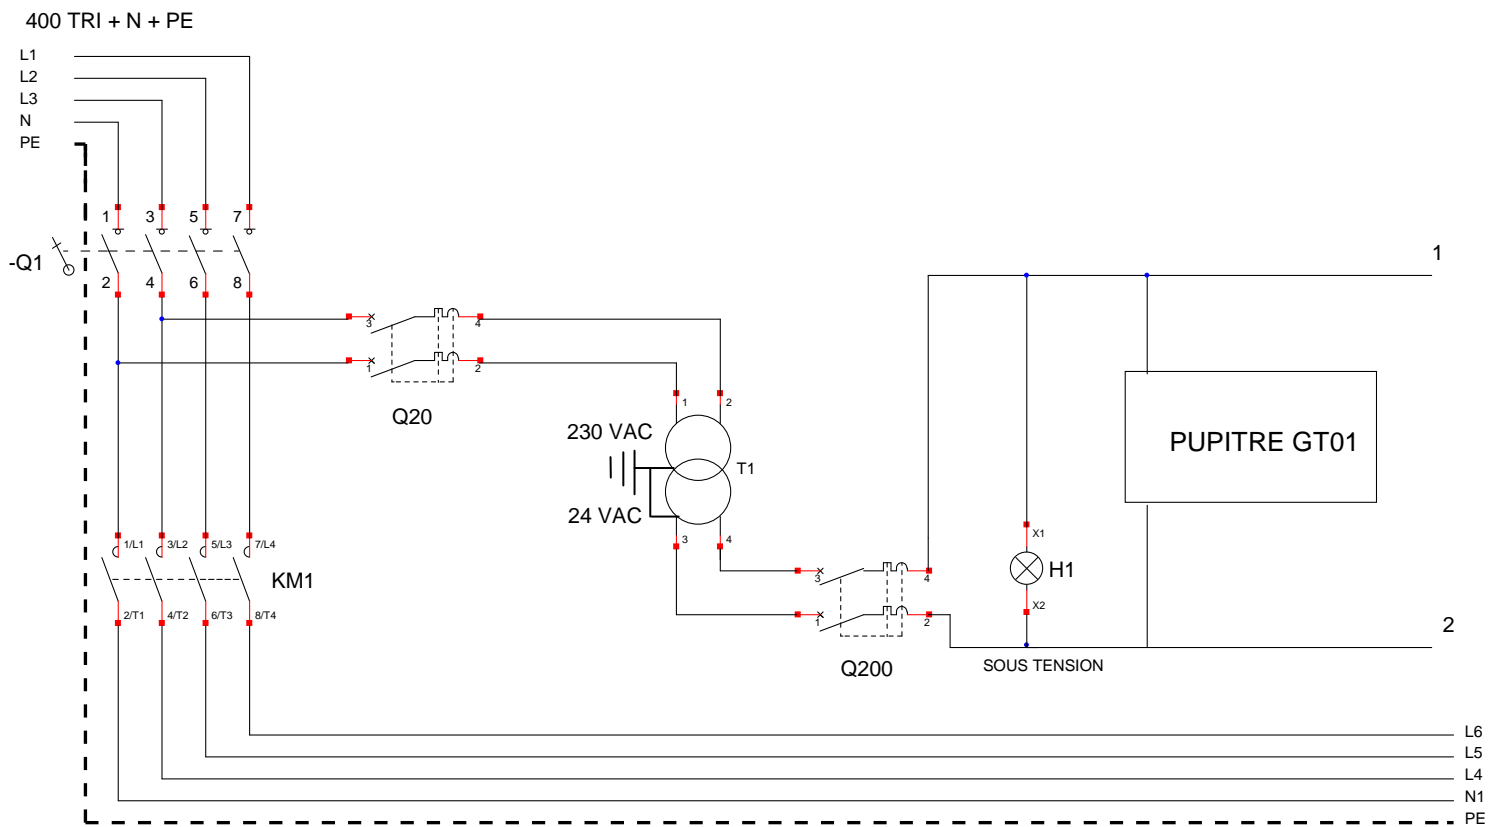 400 TRI + N + PE
L1
L2
L3
N
PE
1 3 5 7
-Q1
2 4 6 8
1
3 4
1 2
Q20
1 2
230 VAC
T1
24 VAC
3 4
PUPITRE GT01
1/L1 3/L2 5/L3 7/L4
KM1
2/T1 4/T2 6/T3 8/T4
X1
H1
X2
3 4
1 2
Q200
2
SOUS TENSION
L6
L5
L4
N1
PE